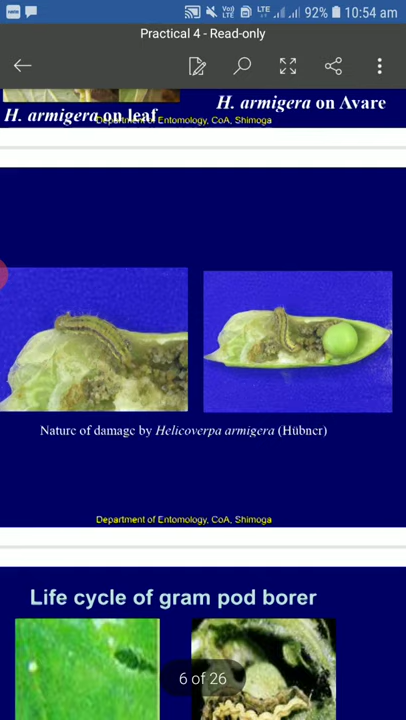 LTE LTE 92% 10:54 am
Practical 4 - Read-only
H. armigera on Avare
H. armigera on leaf
Department of Entomology, CoA, Shimoga
Nature of damage by Helicoverpa armigera (Hübner)
Department of Entomology, CoA, Shimoga
Life cycle of gram pod borer
6 of 26